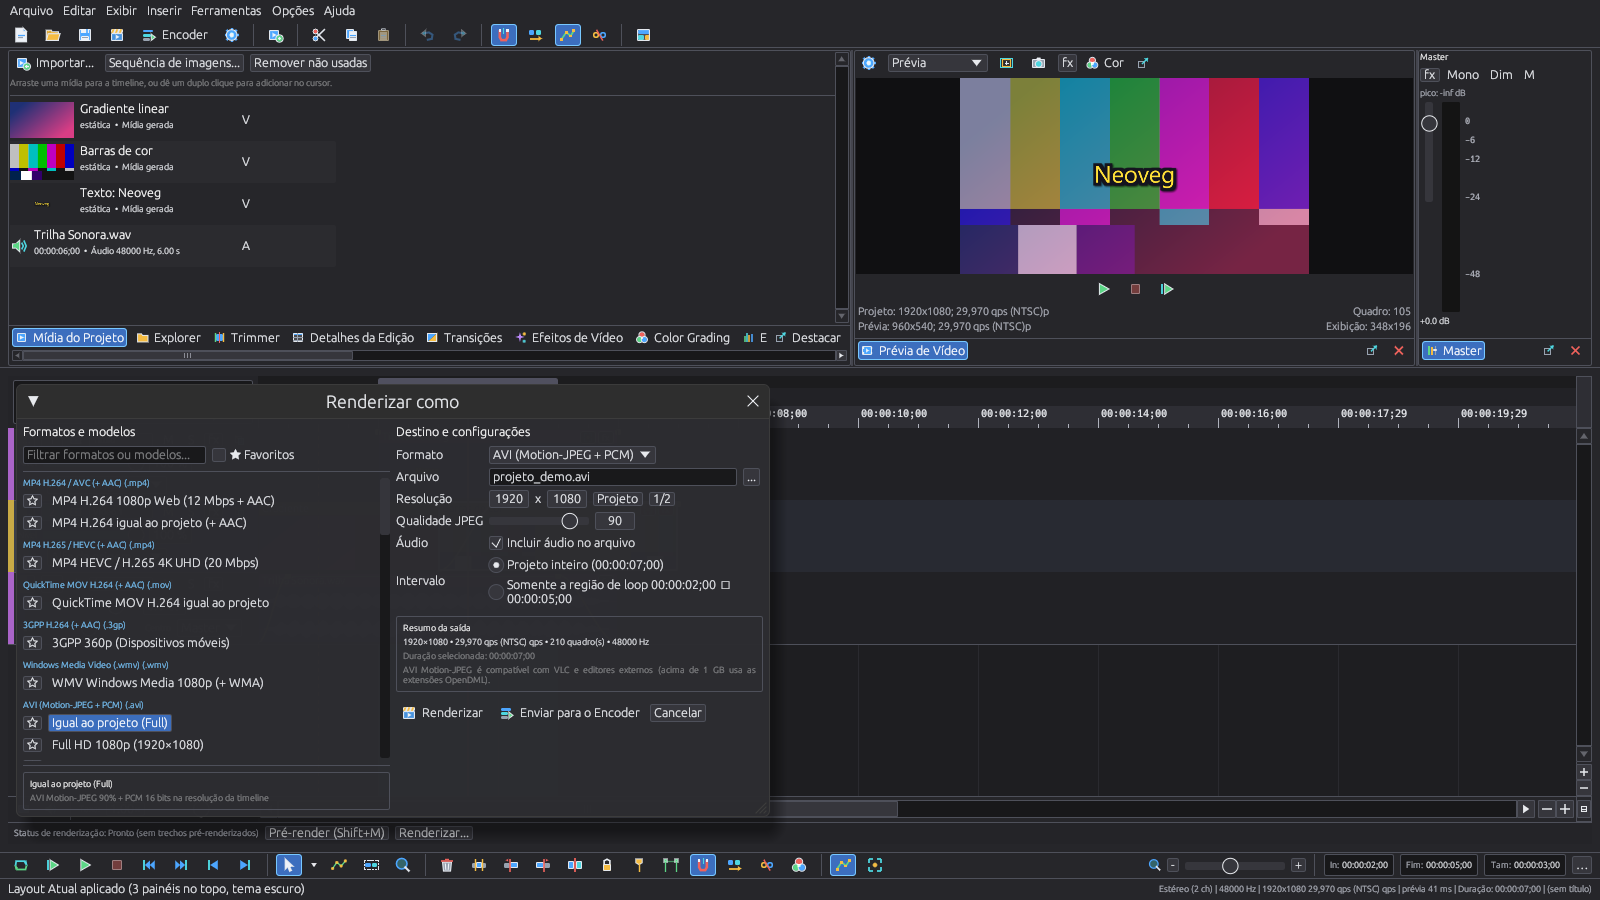 Arquivo Editar Exibir Inserir Ferramentas Opções Ajuda
Encoder
Importar... Sequência de imagens... Remover não usadas
Arraste uma mídia para a timeline, ou dê um duplo clique para adicionar no cursor.
Gradiente linear
estática • Mídia gerada
V
Barras de cor
estática • Mídia gerada
V
Texto: Neoveg
estática • Mídia gerada
V
Trilha Sonora.wav
00:00:06;00 • Áudio 48000 Hz, 6.00 s
A
Mídia do Projeto Explorer Trimmer Detalhes da Edição Transições Efeitos de Vídeo Color Grading E Destacar
Prévia fx Cor
Neoveg
Projeto: 1920x1080; 29,970 qps (NTSC)p
Quadro: 105
Prévia: 960x540; 29,970 qps (NTSC)p
Exibição: 348x196
Prévia de Vídeo
Master
fx Mono Dim M
pico: -inf dB
0
-6
-12
-24
-48
+0.0 dB
Master
Renderizar como
Formatos e modelos
Filtrar formatos ou modelos... Favoritos
MP4 H.264 / AVC (+ AAC) (.mp4)
MP4 H.264 1080p Web (12 Mbps + AAC)
MP4 H.264 igual ao projeto (+ AAC)
MP4 H.265 / HEVC (+ AAC) (.mp4)
MP4 HEVC / H.265 4K UHD (20 Mbps)
QuickTime MOV H.264 (+ AAC) (.mov)
QuickTime MOV H.264 igual ao projeto
3GPP H.264 (+ AAC) (.3gp)
3GPP 360p (Dispositivos móveis)
Windows Media Video (.wmv) (.wmv)
WMV Windows Media 1080p (+ WMA)
AVI (Motion-JPEG + PCM) (.avi)
Igual ao projeto (Full)
Full HD 1080p (1920×1080)
Igual ao projeto (Full)
AVI Motion-JPEG 90% + PCM 16 bits na resolução da timeline
Destino e configurações
Formato AVI (Motion-JPEG + PCM)
Arquivo projeto_demo.avi ...
Resolução 1920 x 1080 Projeto 1/2
Qualidade JPEG 90
Áudio Incluir áudio no arquivo
Intervalo Projeto inteiro (00:00:07;00)
Somente a região de loop 00:00:02;00
00:00:05;00
Resumo da saída
1920×1080 • 29,970 qps (NTSC) qps • 210 quadro(s) • 48000 Hz
Duração selecionada: 00:00:07;00
AVI Motion-JPEG é compatível com VLC e editores externos (acima de 1 GB usa as
extensões OpenDML).
Renderizar Enviar para o Encoder Cancelar
:08;00 00:00:10;00 00:00:12;00 00:00:14;00 00:00:16;00 00:00:17;29 00:00:19;29
Status de renderização: Pronto (sem trechos pré-renderizados) Pré-render (Shift+M) Renderizar...
In: 00:00:02;00 Fim: 00:00:05;00 Tam: 00:00:03;00 ...
Layout Atual aplicado (3 painéis no topo, tema escuro)
Estéreo (2 ch) | 48000 Hz | 1920x1080 29,970 qps (NTSC) qps | prévia 41 ms | Duração: 00:00:07;00 | (sem título)